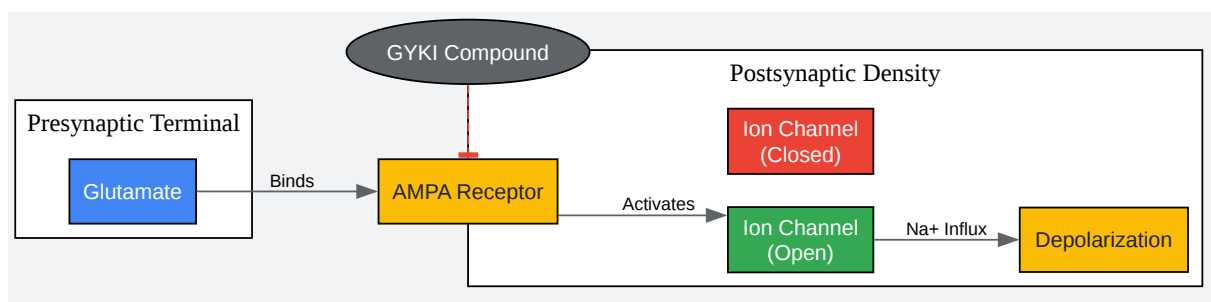 GYKI Compound
Postsynaptic Density
Presynaptic Terminal
Ion Channel
(Closed)
Glutamate
Binds
AMPA Receptor
Activates
Ion Channel
(Open)
Na+ Influx
Depolarization